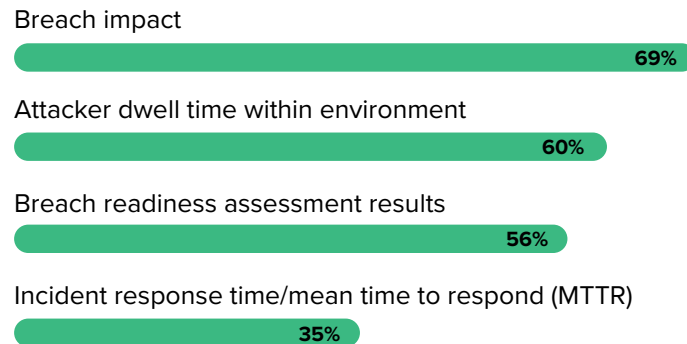 Breach impact
69%
Attacker dwell time within environment
60%
Breach readiness assessment results
56%
Incident response time/mean time to respond (MTTR)
35%